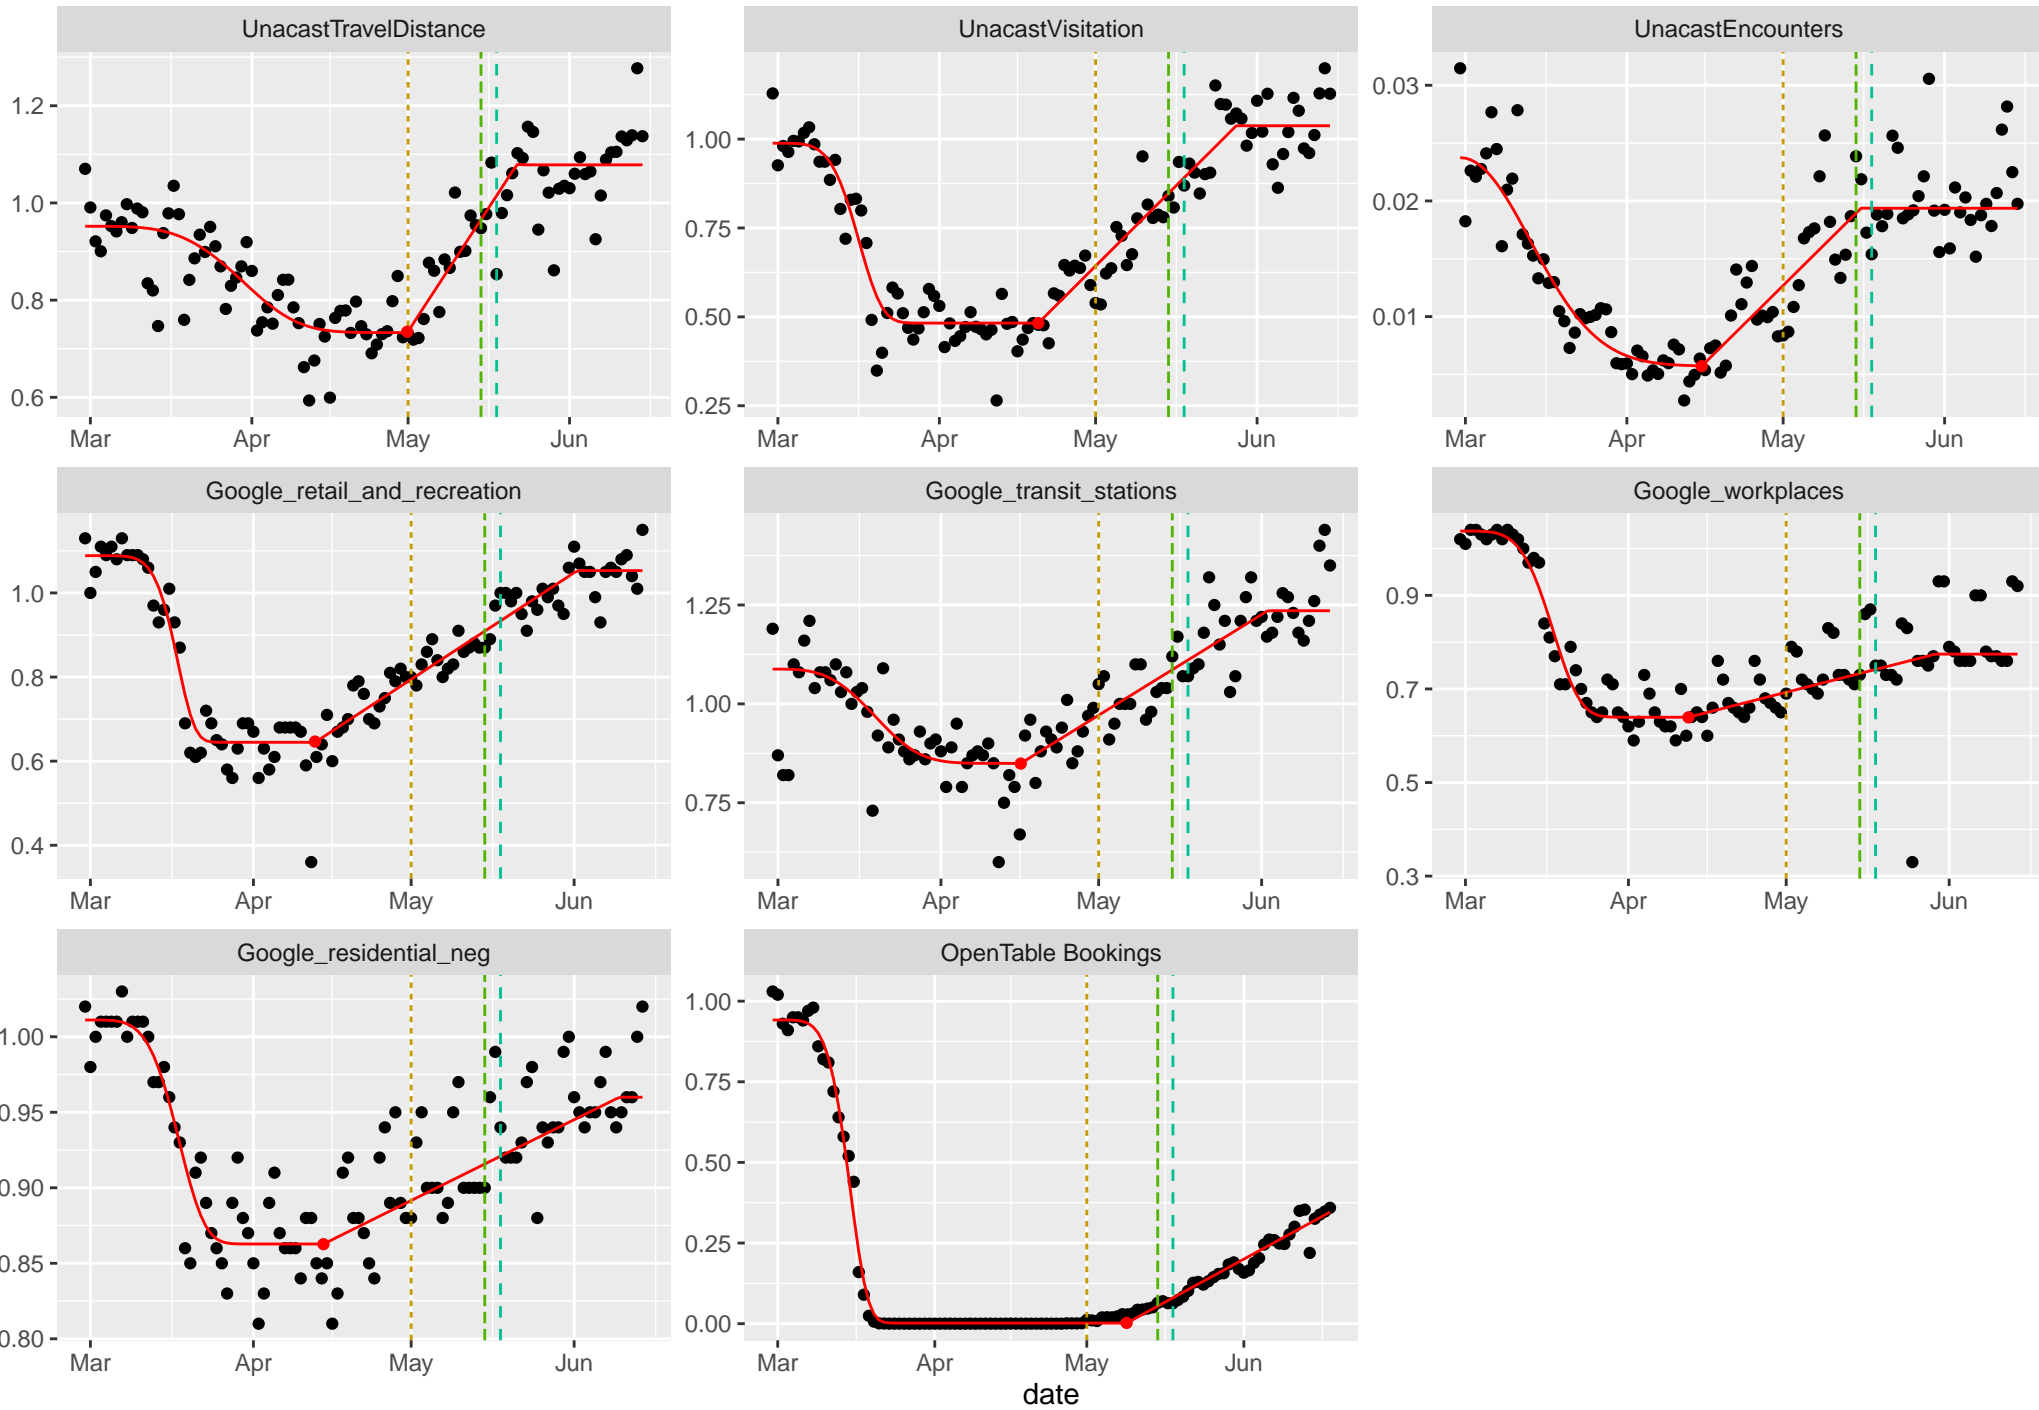 UnacastTravelDistance
UnacastVisitation
UnacastEncounters
1.2
1.0
0.8
0.6
1.00
0.75
0.50
0.25
0.03
0.02
0.01
Mar Apr May Jun
Mar Apr May Jun
Mar Apr May Jun
Google_retail_and_recreation
Google_transit_stations
Google_workplaces
1.0
0.8
0.6
0.4
1.25
1.00
0.75
0.9
0.7
0.5
0.3
Mar Apr May Jun
Mar Apr May Jun
Mar Apr May Jun
Google_residential_neg
OpenTable Bookings
1.00
0.95
0.90
0.85
0.80
1.00
0.75
0.50
0.25
0.00
Mar Apr May Jun
Mar Apr May Jun
date